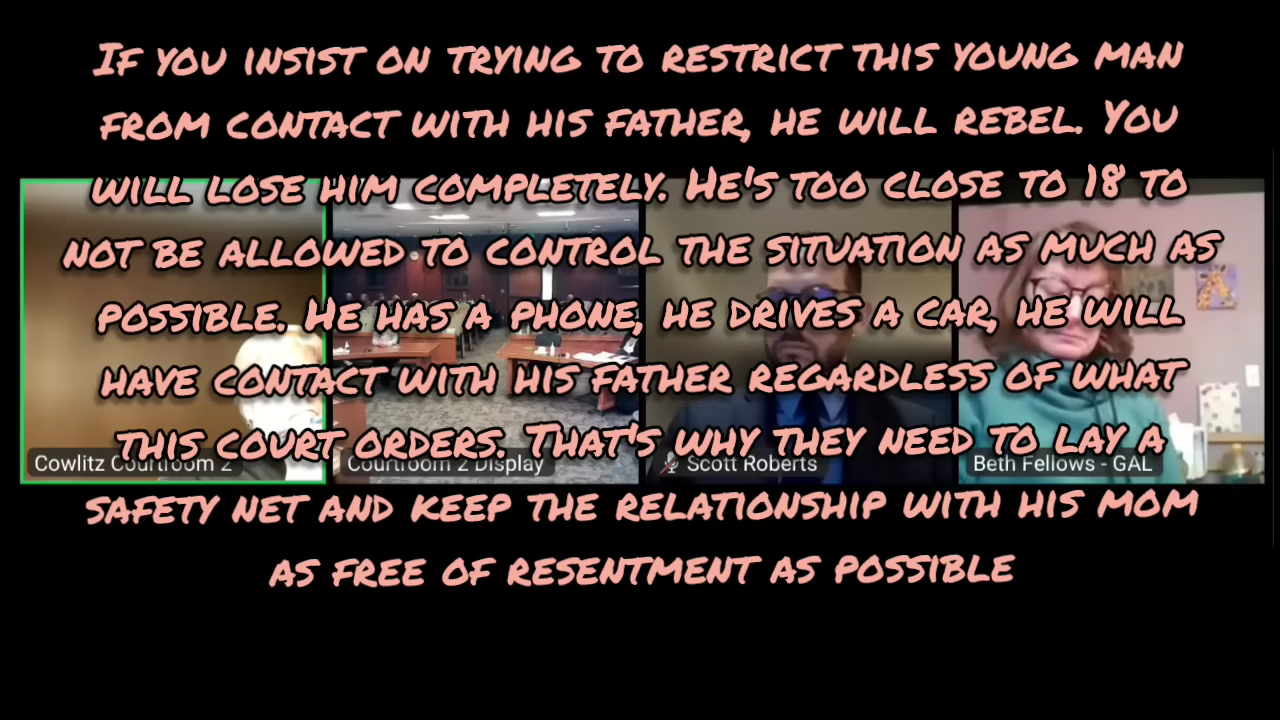 If you insist on trying to restrict this young man
from contact with his father, he will rebel. You
will lose him completely. He's too close to 18 to
not be allowed to control the situation as much as
possible. He has a phone, he drives a car, he will
have contact with his father regardless of what
this court orders. That's why they need to lay a
Cowlitz Courtroom 2
Courtroom 2 Display
Scott Roberts
Beth Fellows - GAL
safety net and keep the relationship with his mom
as free of resentment as possible